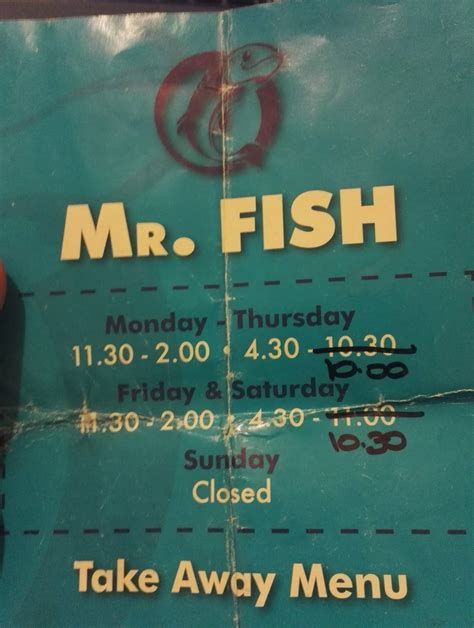 MR. FISH
Monday - Thursday
11.30 - 2.00 • 4.30 - 10.30
10.00
Friday & Saturday
11.30 - 2.00 • 4.30 - 11.00
10.30
Sunday
Closed
Take Away Menu